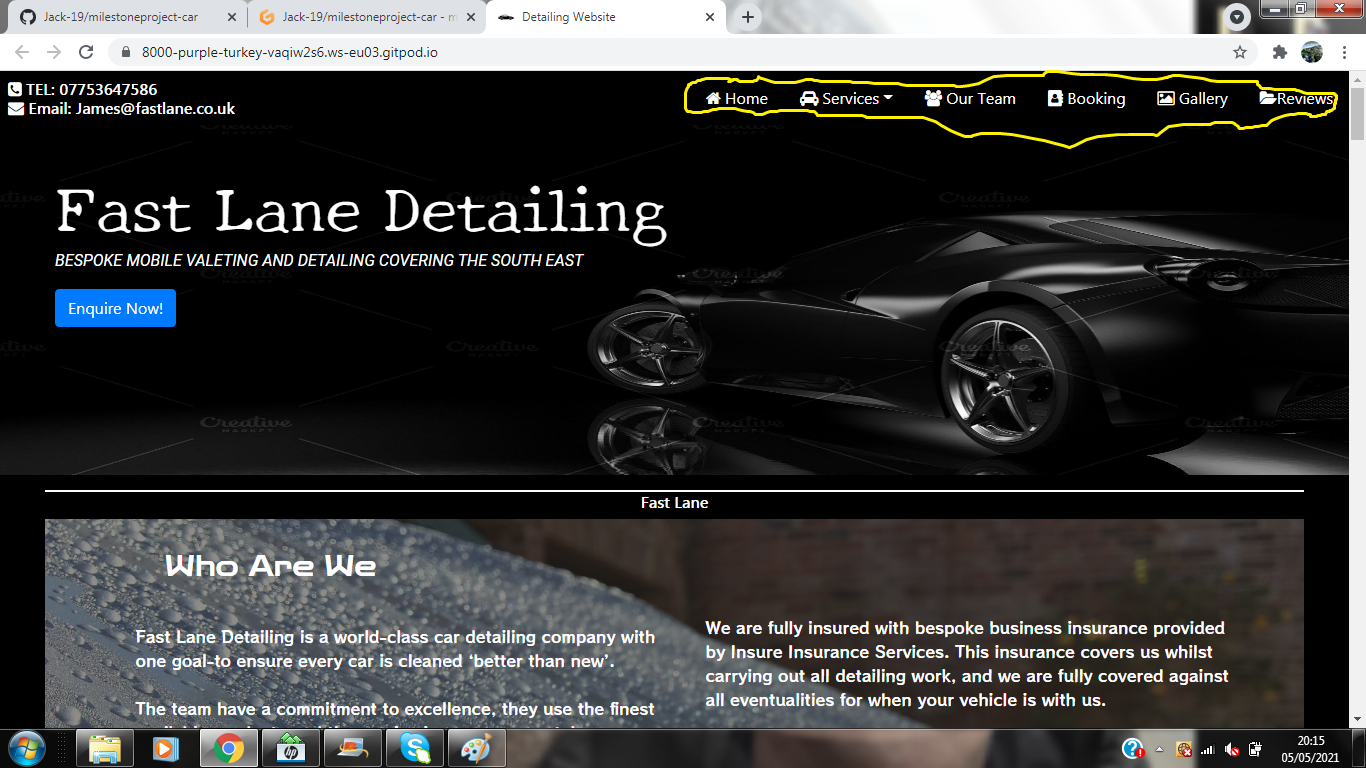 Jack-19/milestoneproject-car
Jack-19/milestoneproject-car - m
Detailing Website
8000-purple-turkey-vaqiw2s6.ws-eu03.gitpod.io
TEL: 07753647586
Email: James@fastlane.co.uk
Home
Services
Our Team
Booking
Gallery
Reviews
Fast Lane Detailing
BESPOKE MOBILE VALETING AND DETAILING COVERING THE SOUTH EAST
Enquire Now!
Creative
MARKET
Fast Lane
Who Are We
Fast Lane Detailing is a world-class car detailing company with
one goal-to ensure every car is cleaned ‘better than new’.
The team have a commitment to excellence, they use the finest
We are fully insured with bespoke business insurance provided
by Insure Insurance Services. This insurance covers us whilst
carrying out all detailing work, and we are fully covered against
all eventualities for when your vehicle is with us.
20:15
05/05/2021